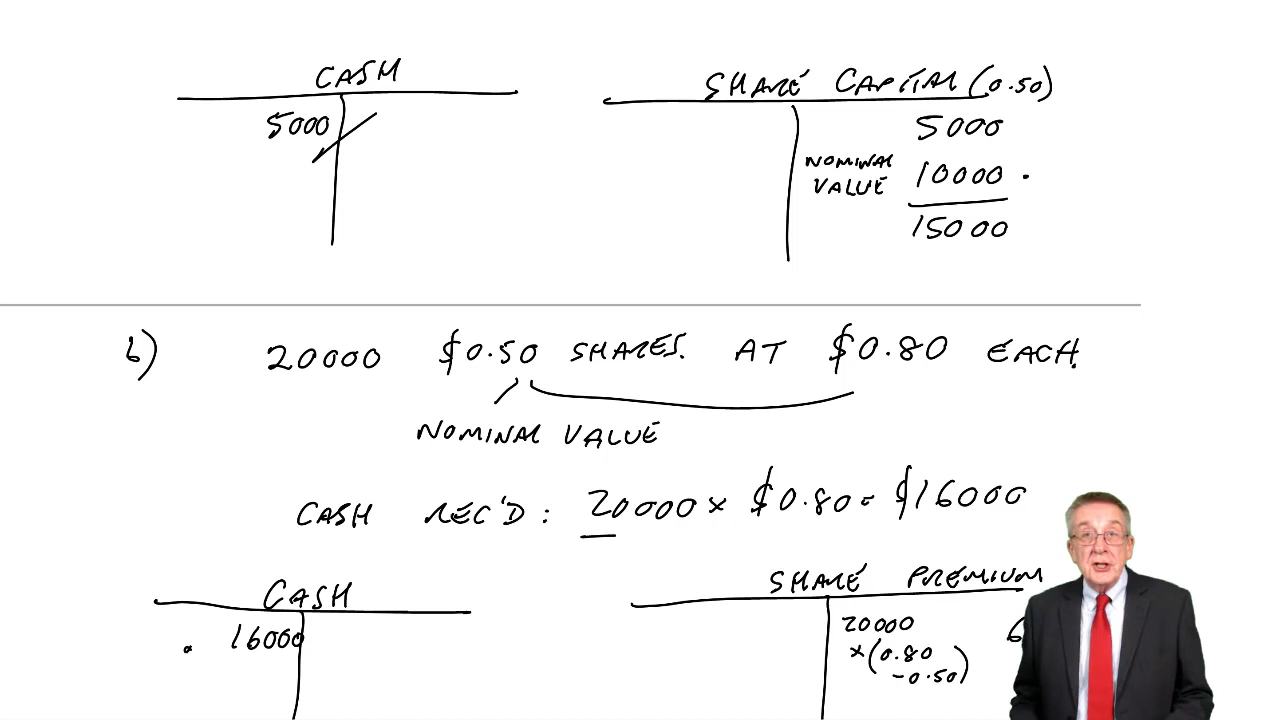 CASH
5000
SHARE CAPITAL (0.50)
5000
NOMINAL VALUE 10000
15000
b) 20000 $0.50 SHARES. AT $0.80 EACH.
NOMINAL VALUE
CASH REC'D: 20000 x $0.80 = $16000
CASH
16000
SHARE PREMIUM
20000 6
x(0.80
-0.50)